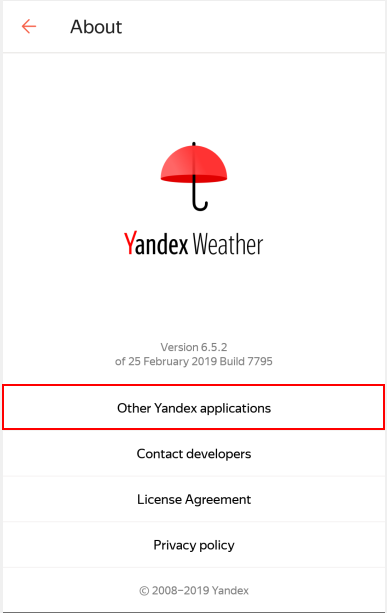 About
Yandex Weather
Version 6.5.2
of 25 February 2019 Build 7795
Other Yandex applications
Contact developers
License Agreement
Privacy policy
© 2008–2019 Yandex